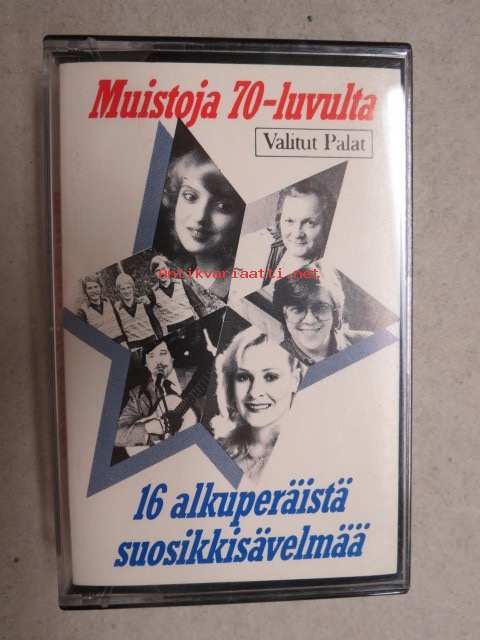 Muistoja 70-luvulta
Valitut Palat
Antikvariaatti.net
16 alkuperäistä
suosikkisävelmää